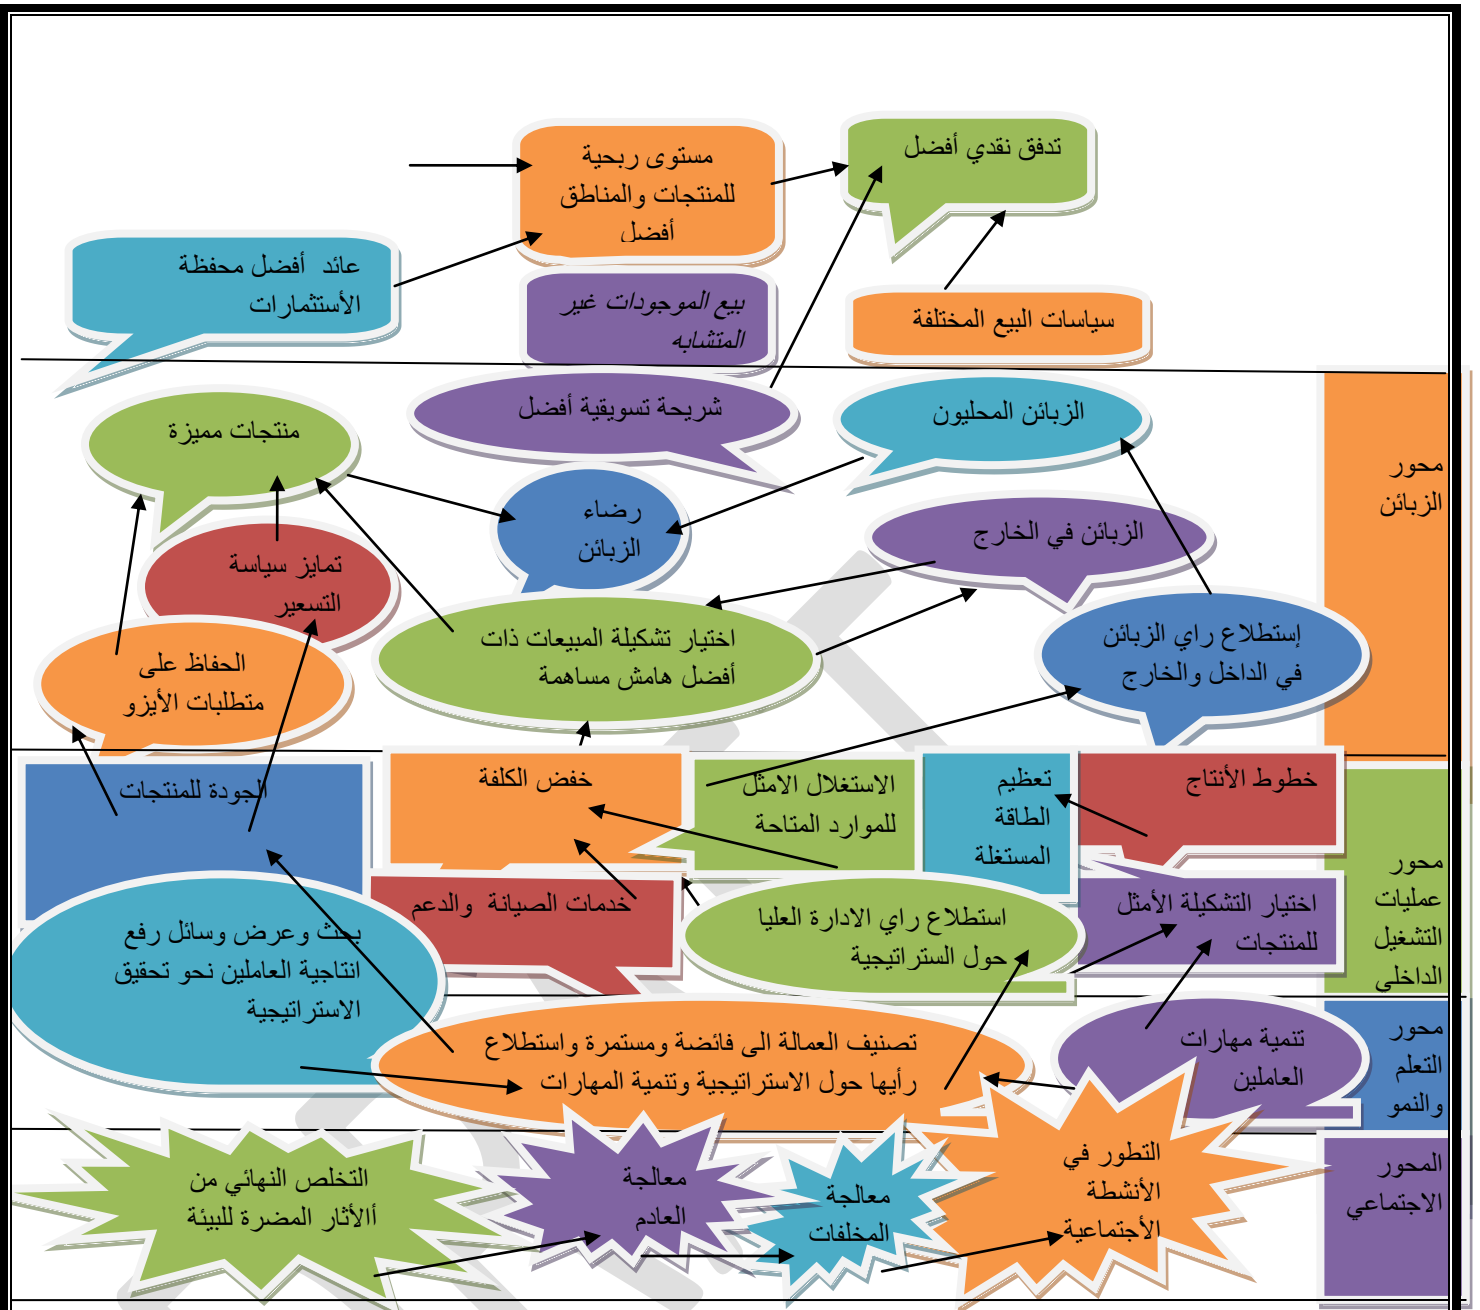 تدفق نقدي أفضل
مستوى ربحية
للمنتجات والمناطق
أفضل
عائد أفضل محفظة
الأستثمارات
بيع الموجودات غير
المتشابه
سياسات البيع المختلفة
محور
الزبائن
الزبائن المحليون
شريحة تسويقية أفضل
منتجات مميزة
رضاء
الزبائن
الزبائن في الخارج
تمايز سياسة
التسعير
إستطلاع راي الزبائن
في الداخل والخارج
اختيار تشكيلة المبيعات ذات
أفضل هامش مساهمة
الحفاظ على
متطلبات الأيزو
محور
عمليات
التشغيل
الداخلي
خطوط الأنتاج
تعظيم
الطاقة
المستغلة
الاستغلال الامثل
للموارد المتاحة
خفض الكلفة
الجودة للمنتجات
اختيار التشكيلة الأمثل
للمنتجات
استطلاع راي الادارة العليا
حول الستراتيجية
خدمات الصيانة والدعم
بحث وعرض وسائل رفع
انتاجية العاملين نحو تحقيق
الاستراتيجية
محور
التعلم
والنمو
تنمية مهارات
العاملين
تصنيف العمالة الى فائضة ومستمرة واستطلاع
رأيها حول الاستراتيجية وتنمية المهارات
المحور
الاجتماعي
التطور في
الأنشطة
الأجتماعية
معالجة
المخلفات
معالجة
العادم
التخلص النهائي من
أالأثار المضرة للبيئة